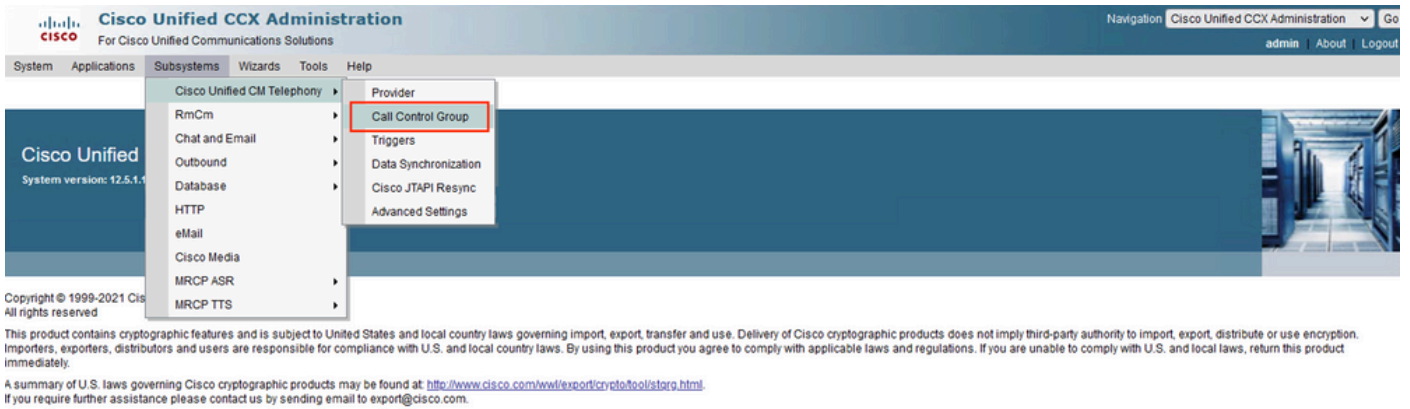 Cisco Unified CCX Administration
For Cisco Unified Communications Solutions
CISCO
Navigation Cisco Unified CCX Administration Go
admin | About | Logout
System Applications Subsystems Wizards Tools Help
Cisco Unified CM Telephony
RmCm
Chat and Email
Outbound
Database
HTTP
eMail
Cisco Media
MRCP ASR
MRCP TTS
Provider
Call Control Group
Triggers
Data Synchronization
Cisco JTAPI Resync
Advanced Settings
Cisco Unified
System version: 12.5.1.1
Copyright © 1999-2021 Cis
All rights reserved
This product contains cryptographic features and is subject to United States and local country laws governing import, export, transfer and use. Delivery of Cisco cryptographic products does not imply third-party authority to import, export, distribute or use encryption.
Importers, exporters, distributors and users are responsible for compliance with U.S. and local country laws. By using this product you agree to comply with applicable laws and regulations. If you are unable to comply with U.S. and local laws, return this product
immediately.
A summary of U.S. laws governing Cisco cryptographic products may be found at: http://www.cisco.com/wwl/export/crypto/tool/stqrg.html.
If you require further assistance please contact us by sending email to export@cisco.com.